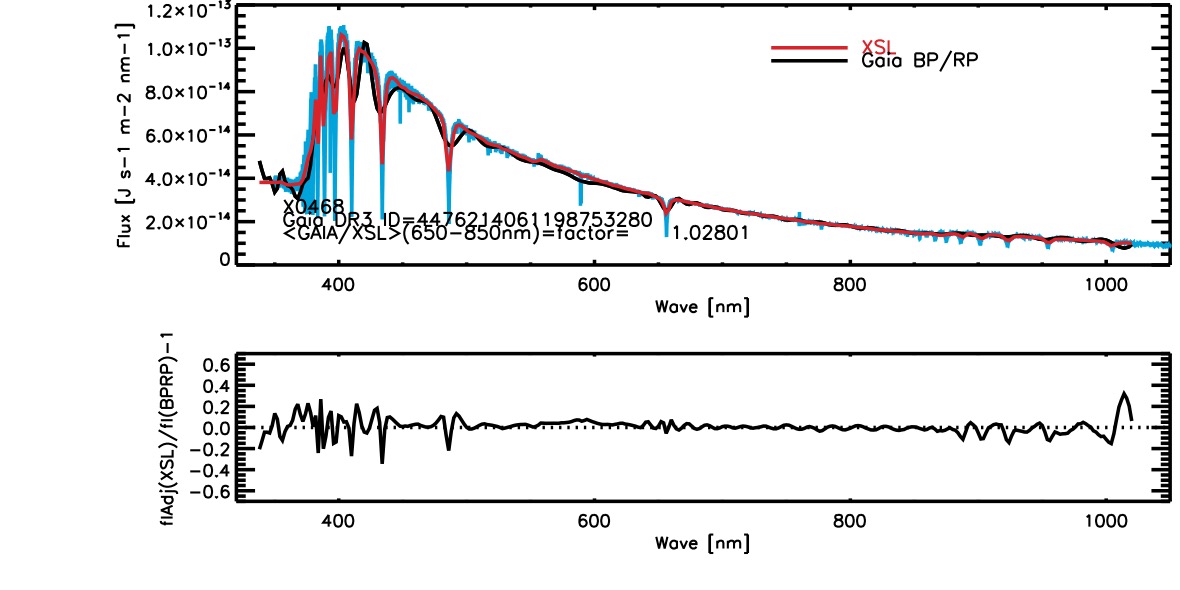 1.2×10−13
1.0×10−13
8.0×10−14
6.0×10−14
4.0×10−14
2.0×10−14
0
Flux [J s−1 m−2 nm−1]
XSL
Gaia BP/RP
X0468
Gaia DR3 ID=4476214061198753280
<GAIA/XSL>(650−850nm)=factor= 1.02801
400 600 800 1000
Wave [nm]
0.6
0.4
0.2
0.0
−0.2
−0.4
−0.6
flAdj(XSL)/fl(BPRP)−1
400 600 800 1000
Wave [nm]